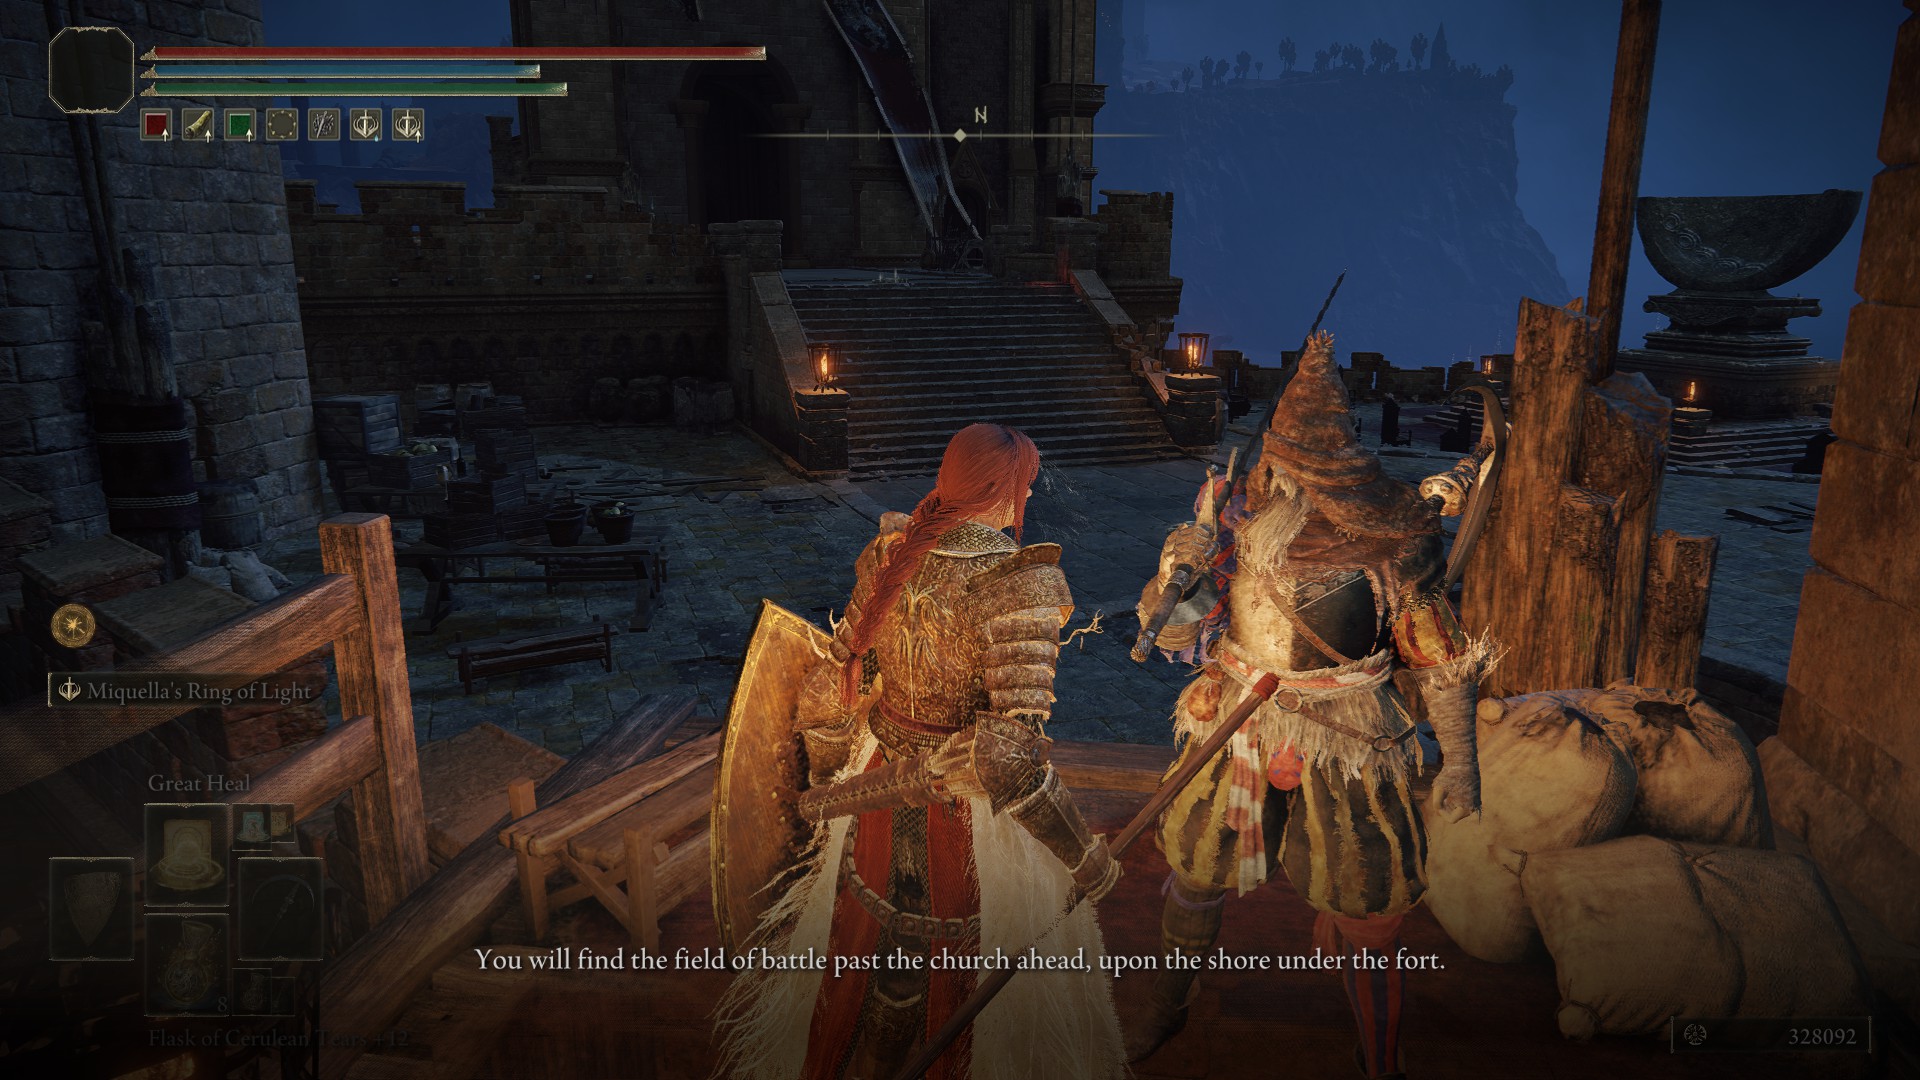 N
Miquella's Ring of Light
Great Heal
8
Flask of Cerulean Tears +12
You will find the field of battle past the church ahead, upon the shore under the fort.
328092